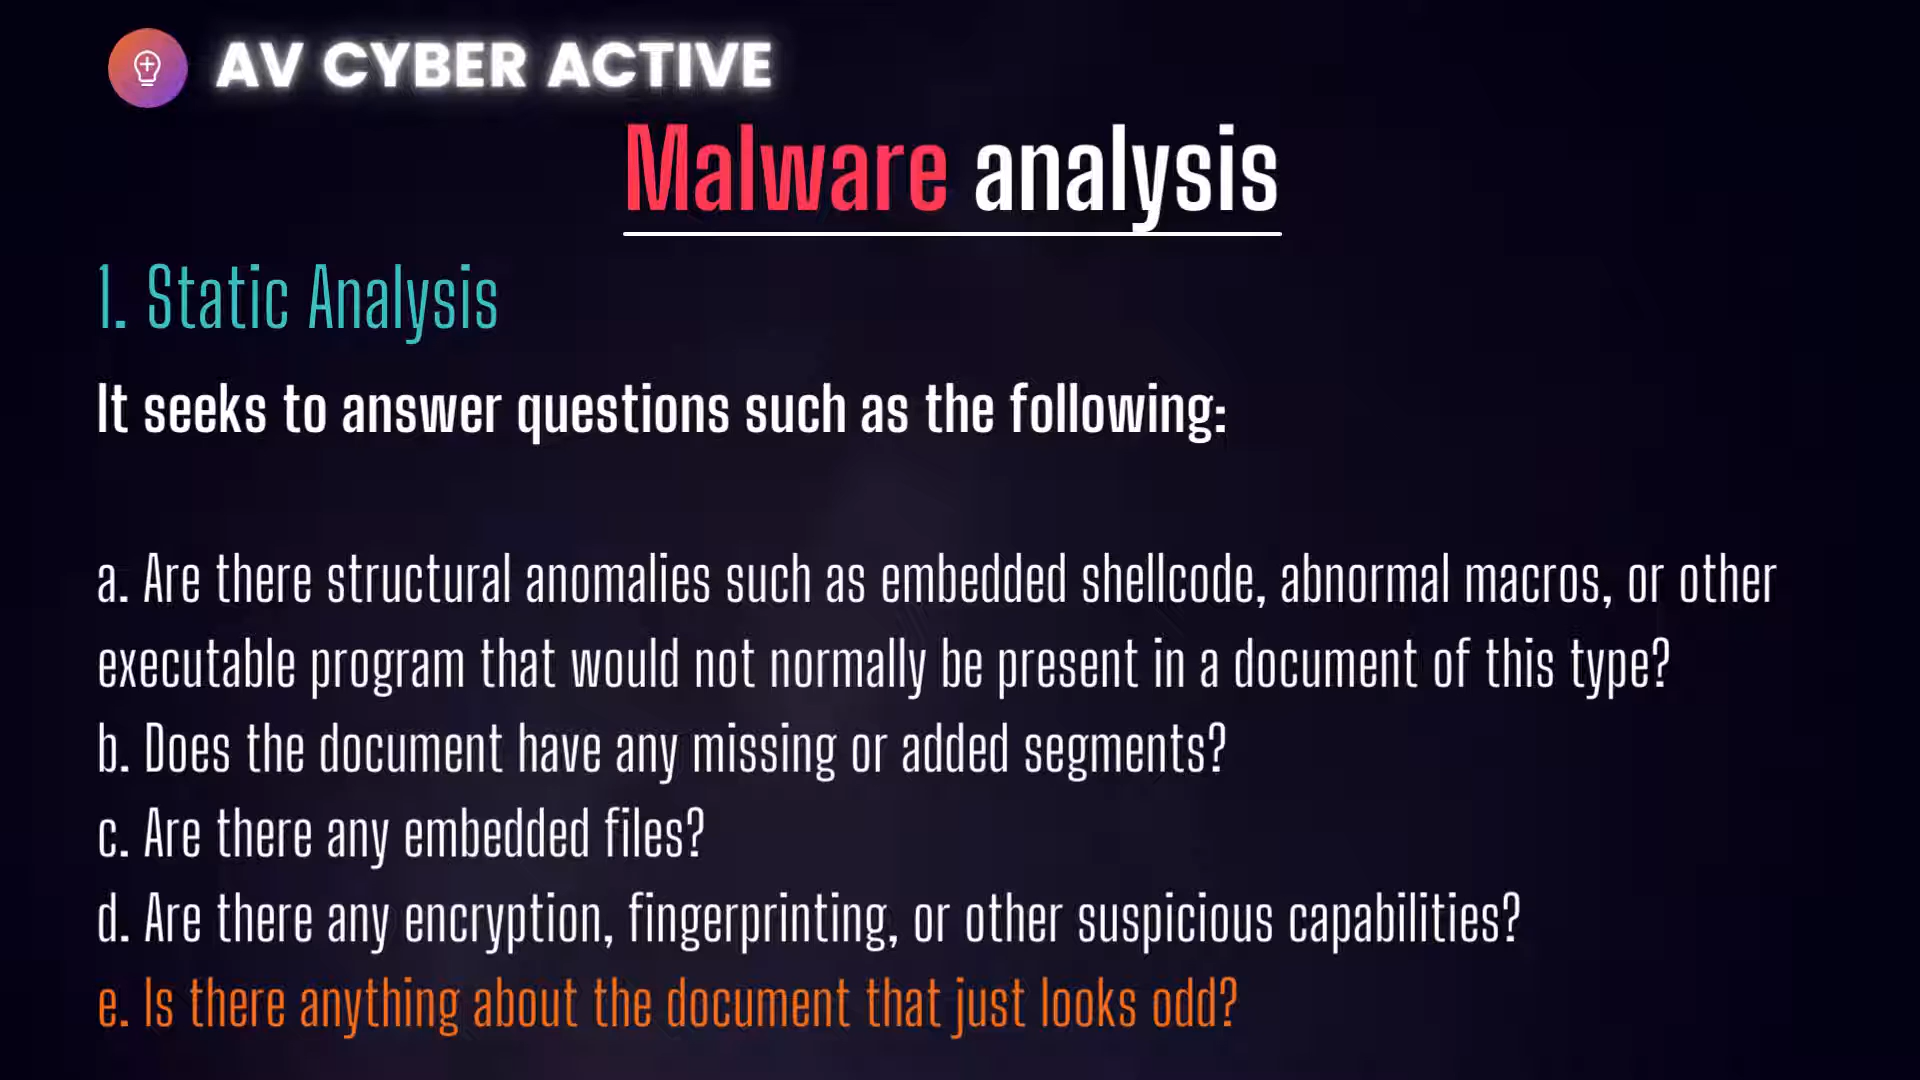 AV CYBER ACTIVE
Malware analysis
1. Static Analysis
It seeks to answer questions such as the following:
a. Are there structural anomalies such as embedded shellcode, abnormal macros, or other
executable program that would not normally be present in a document of this type?
b. Does the document have any missing or added segments?
c. Are there any embedded files?
d. Are there any encryption, fingerprinting, or other suspicious capabilities?
e. Is there anything about the document that just looks odd?